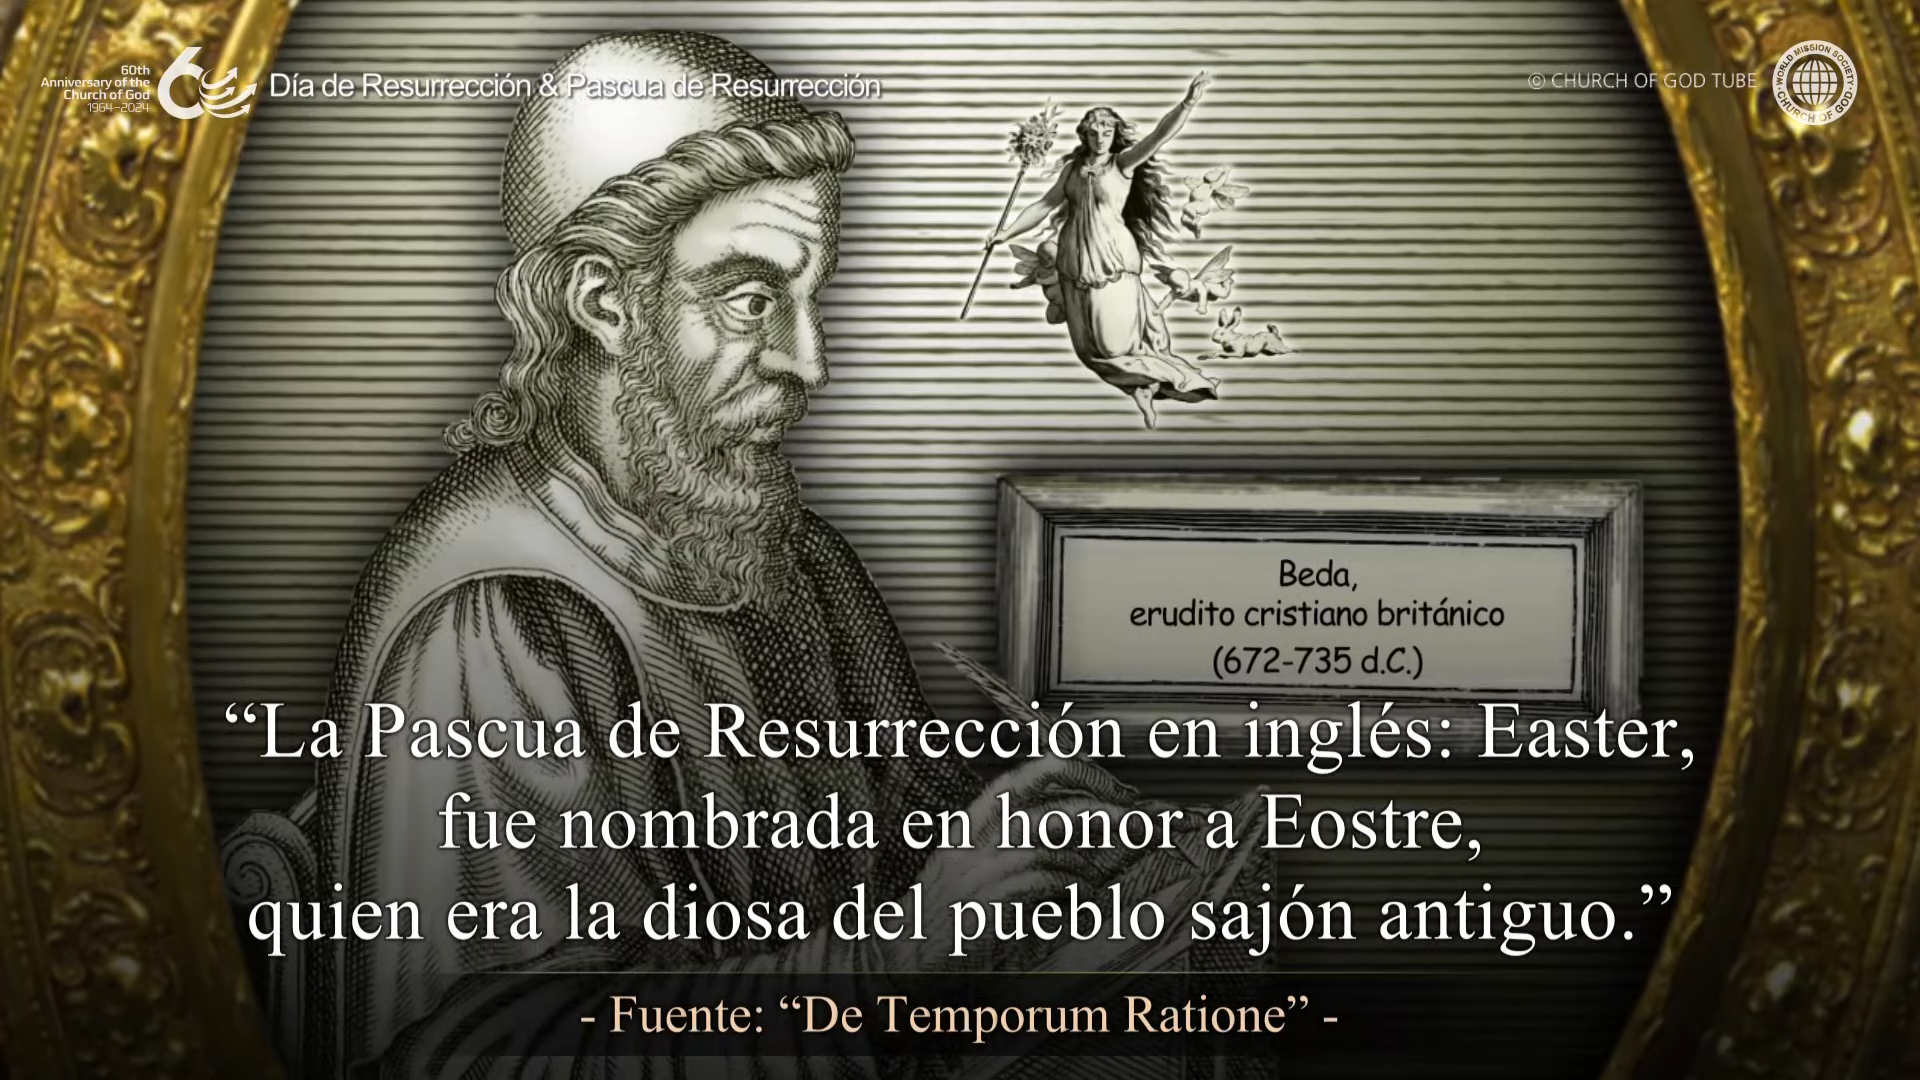 60th
Anniversary of the
Church of God
1964-2024
60
Día de Resurrección & Pascua de Resurrección
© CHURCH OF GOD TUBE
WORLD MISSION SOCIETY
CHURCH OF GOD
Beda,
erudito cristiano británico
(672-735 d.C.)
“La Pascua de Resurrección en inglés: Easter,
fue nombrada en honor a Eostre,
quien era la diosa del pueblo sajón antiguo.”
- Fuente: “De Temporum Ratione” -